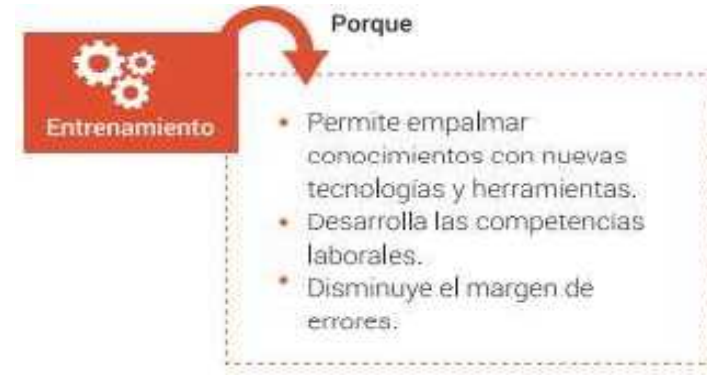 Porque
Entrenamiento
• Permite empalmar
conocimientos con nuevas
tecnologías y herramientas.
• Desarrolla las competencias
laborales.
• Disminuye el margen de
errores.